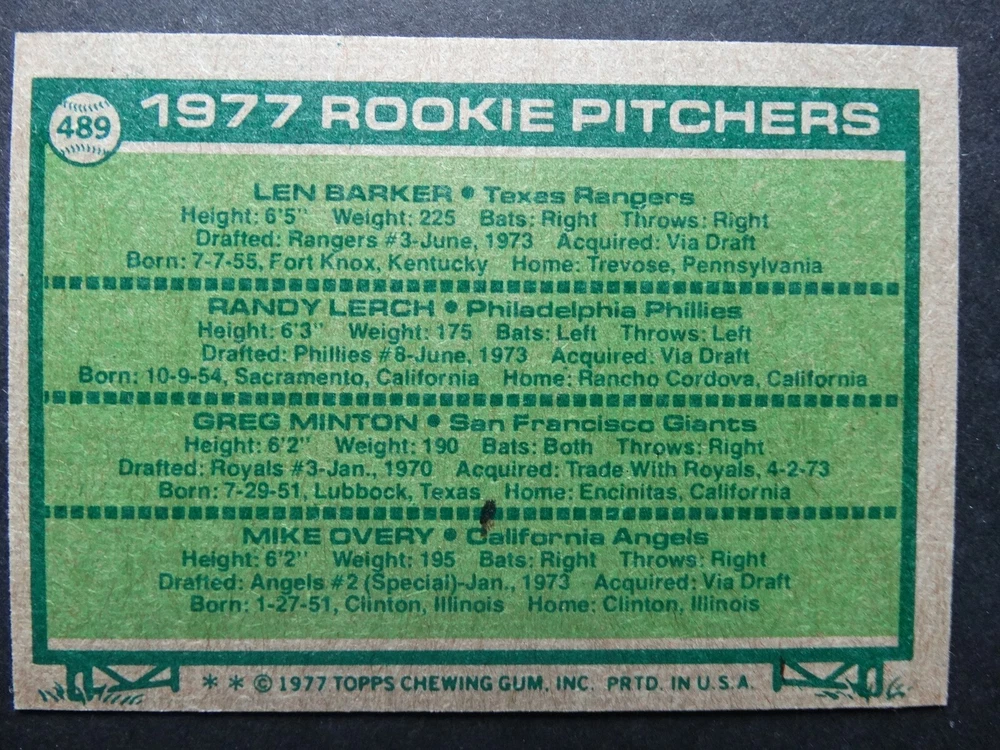 489
1977 ROOKIE PITCHERS
LEN BARKER • Texas Rangers
Height: 6'5" Weight: 225 Bats: Right Throws: Right
Drafted: Rangers #3-June, 1973 Acquired: Via Draft
Born: 7-7-55, Fort Knox, Kentucky Home: Trevose, Pennsylvania
RANDY LERCH • Philadelphia Phillies
Height: 6'3" Weight: 175 Bats: Left Throws: Left
Drafted: Phillies #8-June, 1973 Acquired: Via Draft
Born: 10-9-54, Sacramento, California Home: Rancho Cordova, California
GREG MINTON • San Francisco Giants
Height: 6'2" Weight: 190 Bats: Both Throws: Right
Drafted: Royals #3-Jan., 1970 Acquired: Trade With Royals, 4-2-73
Born: 7-29-51, Lubbock, Texas Home: Encinitas, California
MIKE OVERY • California Angels
Height: 6'2" Weight: 195 Bats: Right Throws: Right
Drafted: Angels #2 (Special)-Jan., 1973 Acquired: Via Draft
Born: 1-27-51, Clinton, Illinois Home: Clinton, Illinois
* * © 1977 TOPPS CHEWING GUM, INC. PRTD. IN U.S.A.